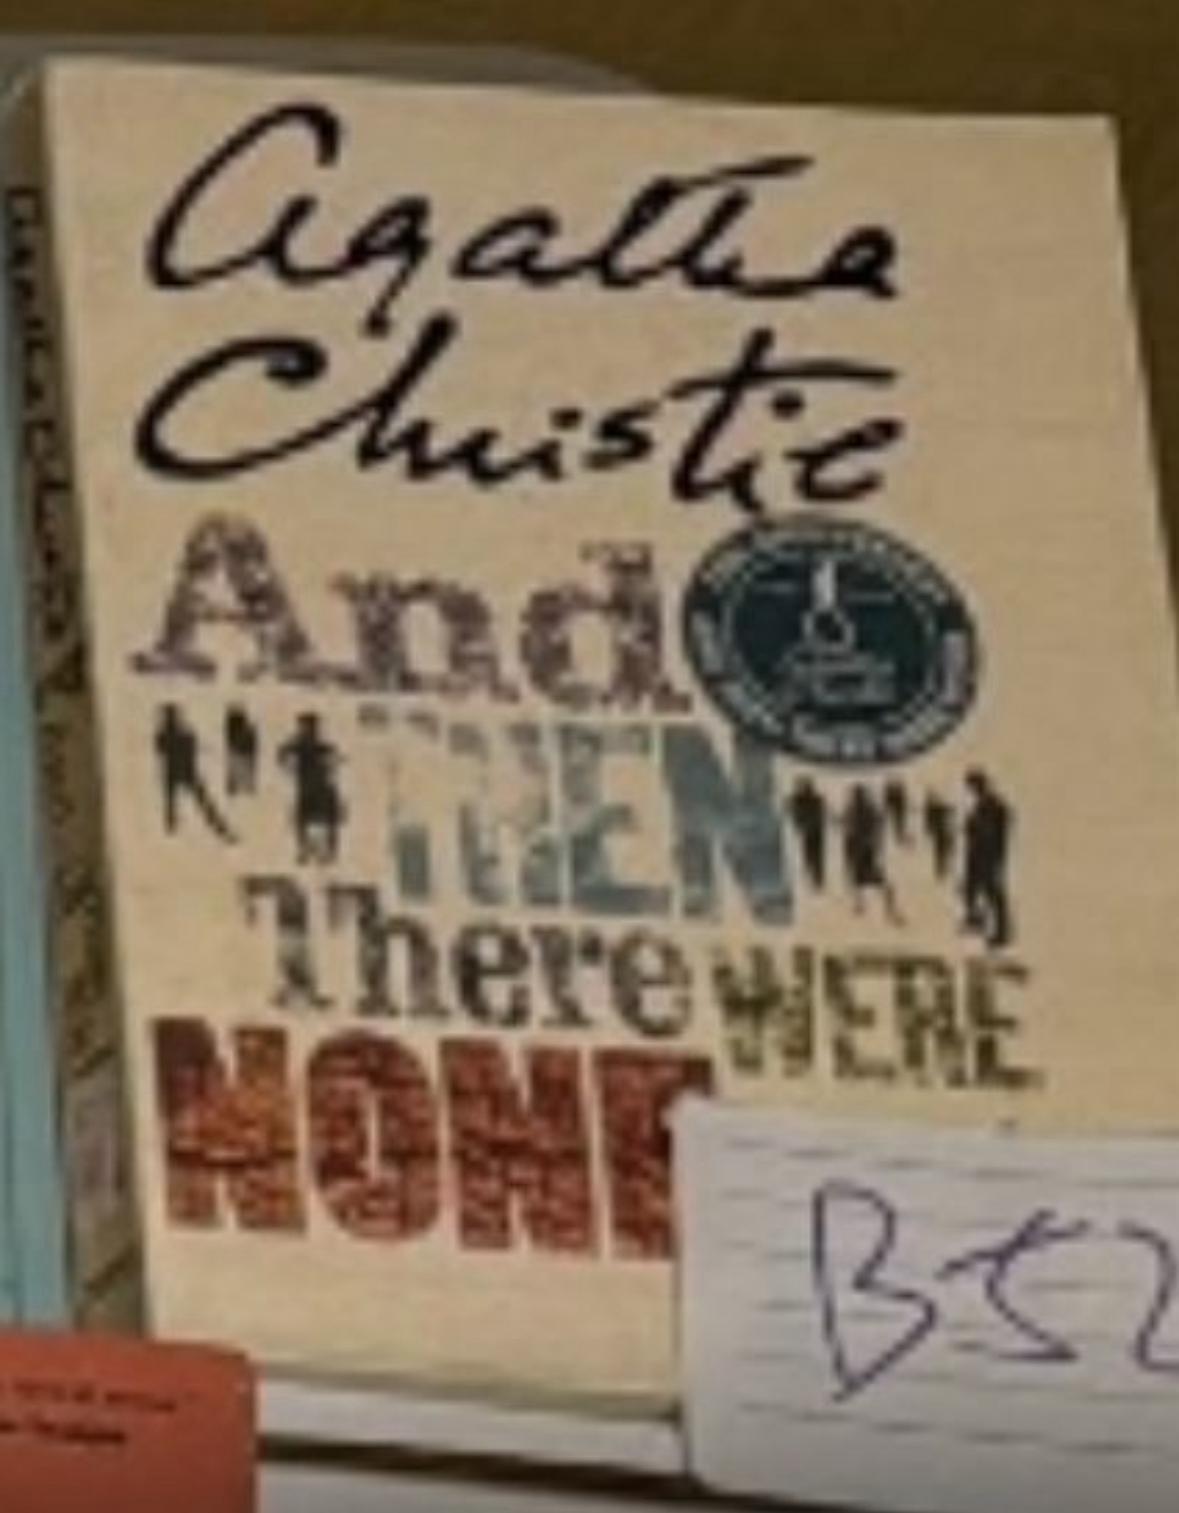 Agatha
Christie
And
THEN
There WERE
NONE
B52